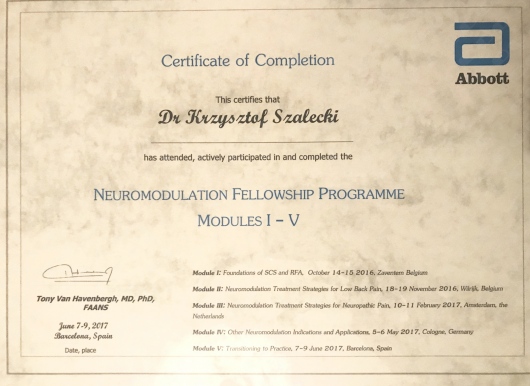 Abbott
Certificate of Completion
This certifies that
Dr Krzysztof Szalecki
has attended, actively participated in and completed the
NEUROMODULATION FELLOWSHIP PROGRAMME
MODULES I – V
Module I: Foundations of SCS and RFA, October 14-15 2016, Zaventem Belgium
Module II: Neuromodulation Treatment Strategies for Low Back Pain, 18-19 November 2016, Wilrijk, Belgium
Module III: Neuromodulation Treatment Strategies for Neuropathic Pain, 10-11 February 2017, Amsterdam, the
Netherlands
Module IV: Other Neuromodulation Indications and Applications, 5-6 May 2017, Cologne, Germany
Module V: Transitioning to Practice, 7-9 June 2017, Barcelona, Spain
Tony Van Havenbergh, MD, PhD,
FAANS
June 7-9, 2017
Barcelona, Spain
Date, place